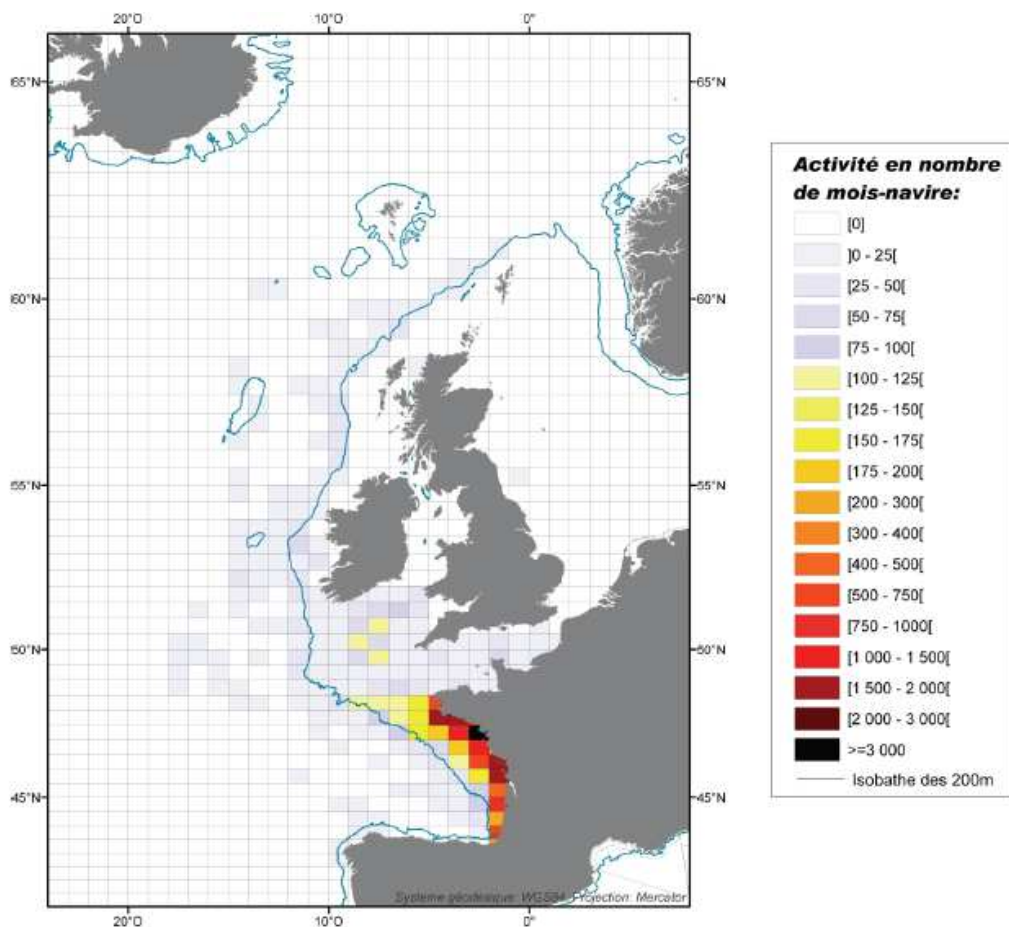 20°O 10°O 0°
65°N 65°N
60°N 60°N
55°N 55°N
50°N 50°N
45°N 45°N
20°O 10°O 0°
Système géodésique: WGS84, Projection: Mercator
Activité en nombre
de mois-navire:
[0]
]0 - 25[
[25 - 50[
[50 - 75[
[75 - 100[
[100 - 125[
[125 - 150[
[150 - 175[
[175 - 200[
[200 - 300[
[300 - 400[
[400 - 500[
[500 - 750[
[750 - 1000[
[1 000 - 1 500[
[1 500 - 2 000[
[2 000 - 3 000[
>=3 000
Isobathe des 200m